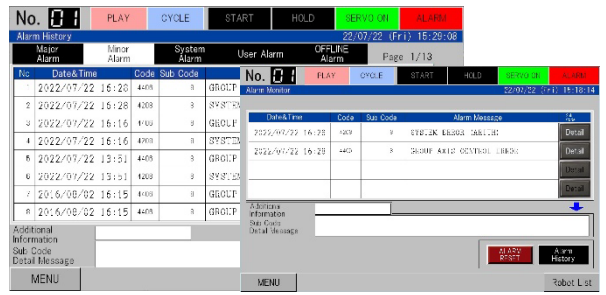 No. 01 PLAY CYCLE START HOLD SERVO ON ALARM
Alarm History 22/07/22 (Fri) 15:29:08
Major Alarm Minor Alarm System Alarm User Alarm OFFLINE Alarm Page 1/13
No Date&Time Code Sub Code
2022/07/22 16:28 GROUP
2 2022/07/22 16:28 4208 SYSTEM
3 2022/07/22 16:16 GROUP
4 2022/07/22 16:16 4208 SYSTEM
5 2022/07/22 13:51 GROUP
6 2022/07/22 13:51 4208 SYSTEM
7 2016/08/02 16:15 GROUP
8 2016/08/02 16:15 GROUP
Additional Information
Sub Code
Detail Message
MENU
No. 01 PLAY CYCLE START HOLD SERVO ON ALARM
Alarm Monitor 22/07/22 (Fri) 15:18:14
Date&Time Code Sub Code Alarm Message
2022/07/22 16:28 SYSTEM ERROR (ARITH) Detail
2022/07/22 16:28 GROUP AXIS CONTROL ERROR Detail
Detail
Detail
Additional Information
Sub Code
Detail Message
ALARM RESET Alarm History
MENU Robot List